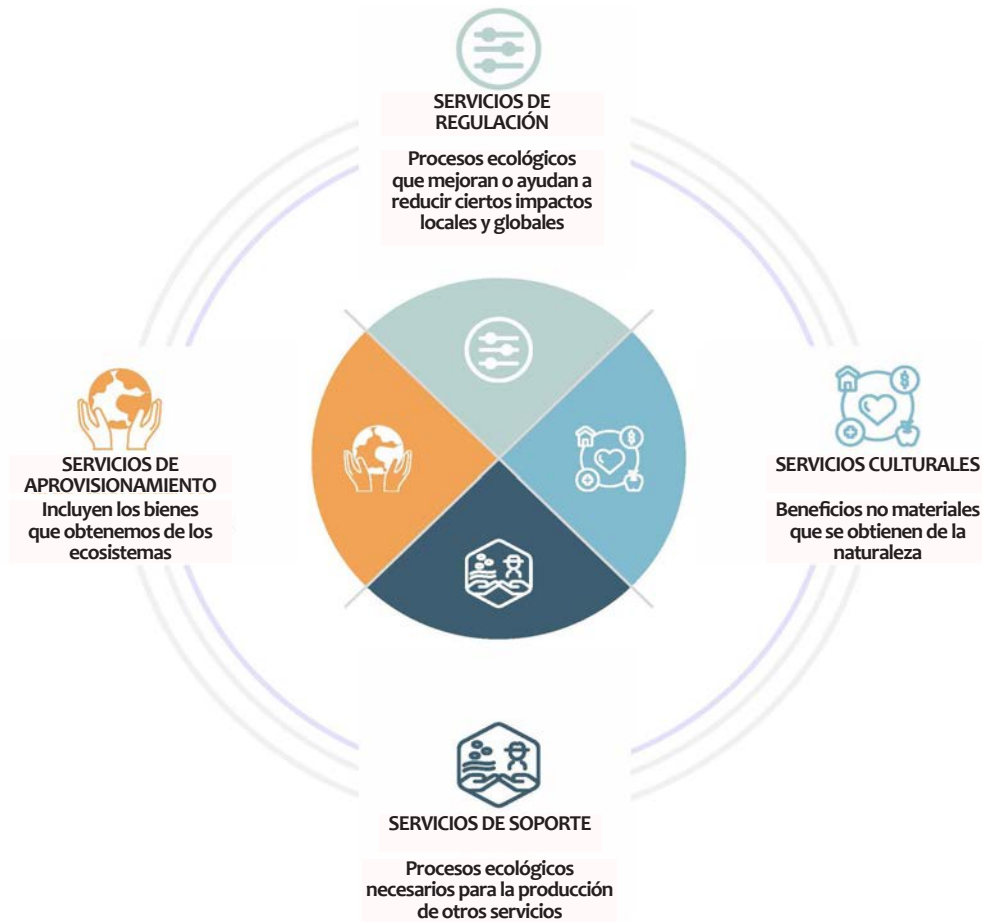 SERVICIOS DE
REGULACIÓN
Procesos ecológicos
que mejoran o ayudan a
reducir ciertos impactos
locales y globales
SERVICIOS DE
APROVISIONAMIENTO
Incluyen los bienes
que obtenemos de los
ecosistemas
SERVICIOS CULTURALES
Beneficios no materiales
que se obtienen de la
naturaleza
SERVICIOS DE SOPORTE
Procesos ecológicos
necesarios para la producción
de otros servicios